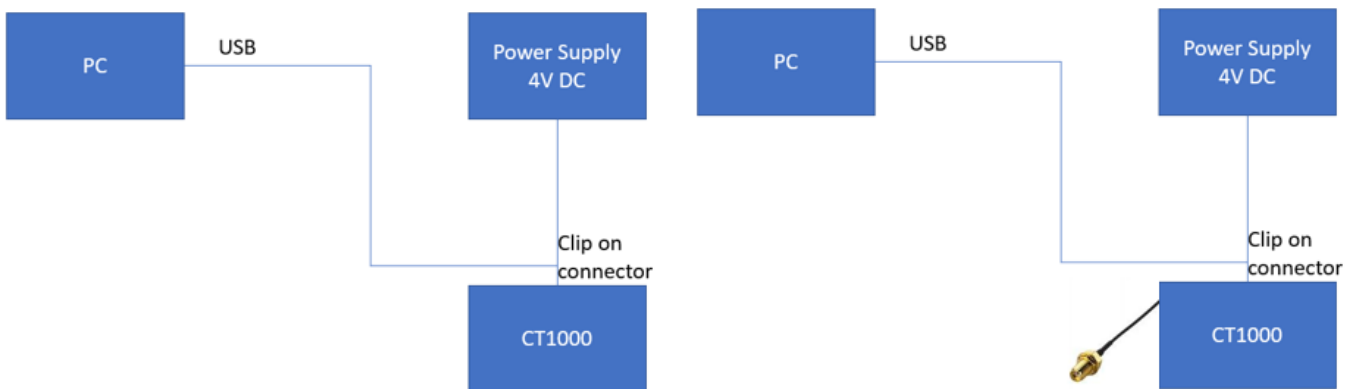 PC
USB
Power Supply
4V DC
Clip on
connector
CT1000
PC
USB
Power Supply
4V DC
Clip on
connector
CT1000